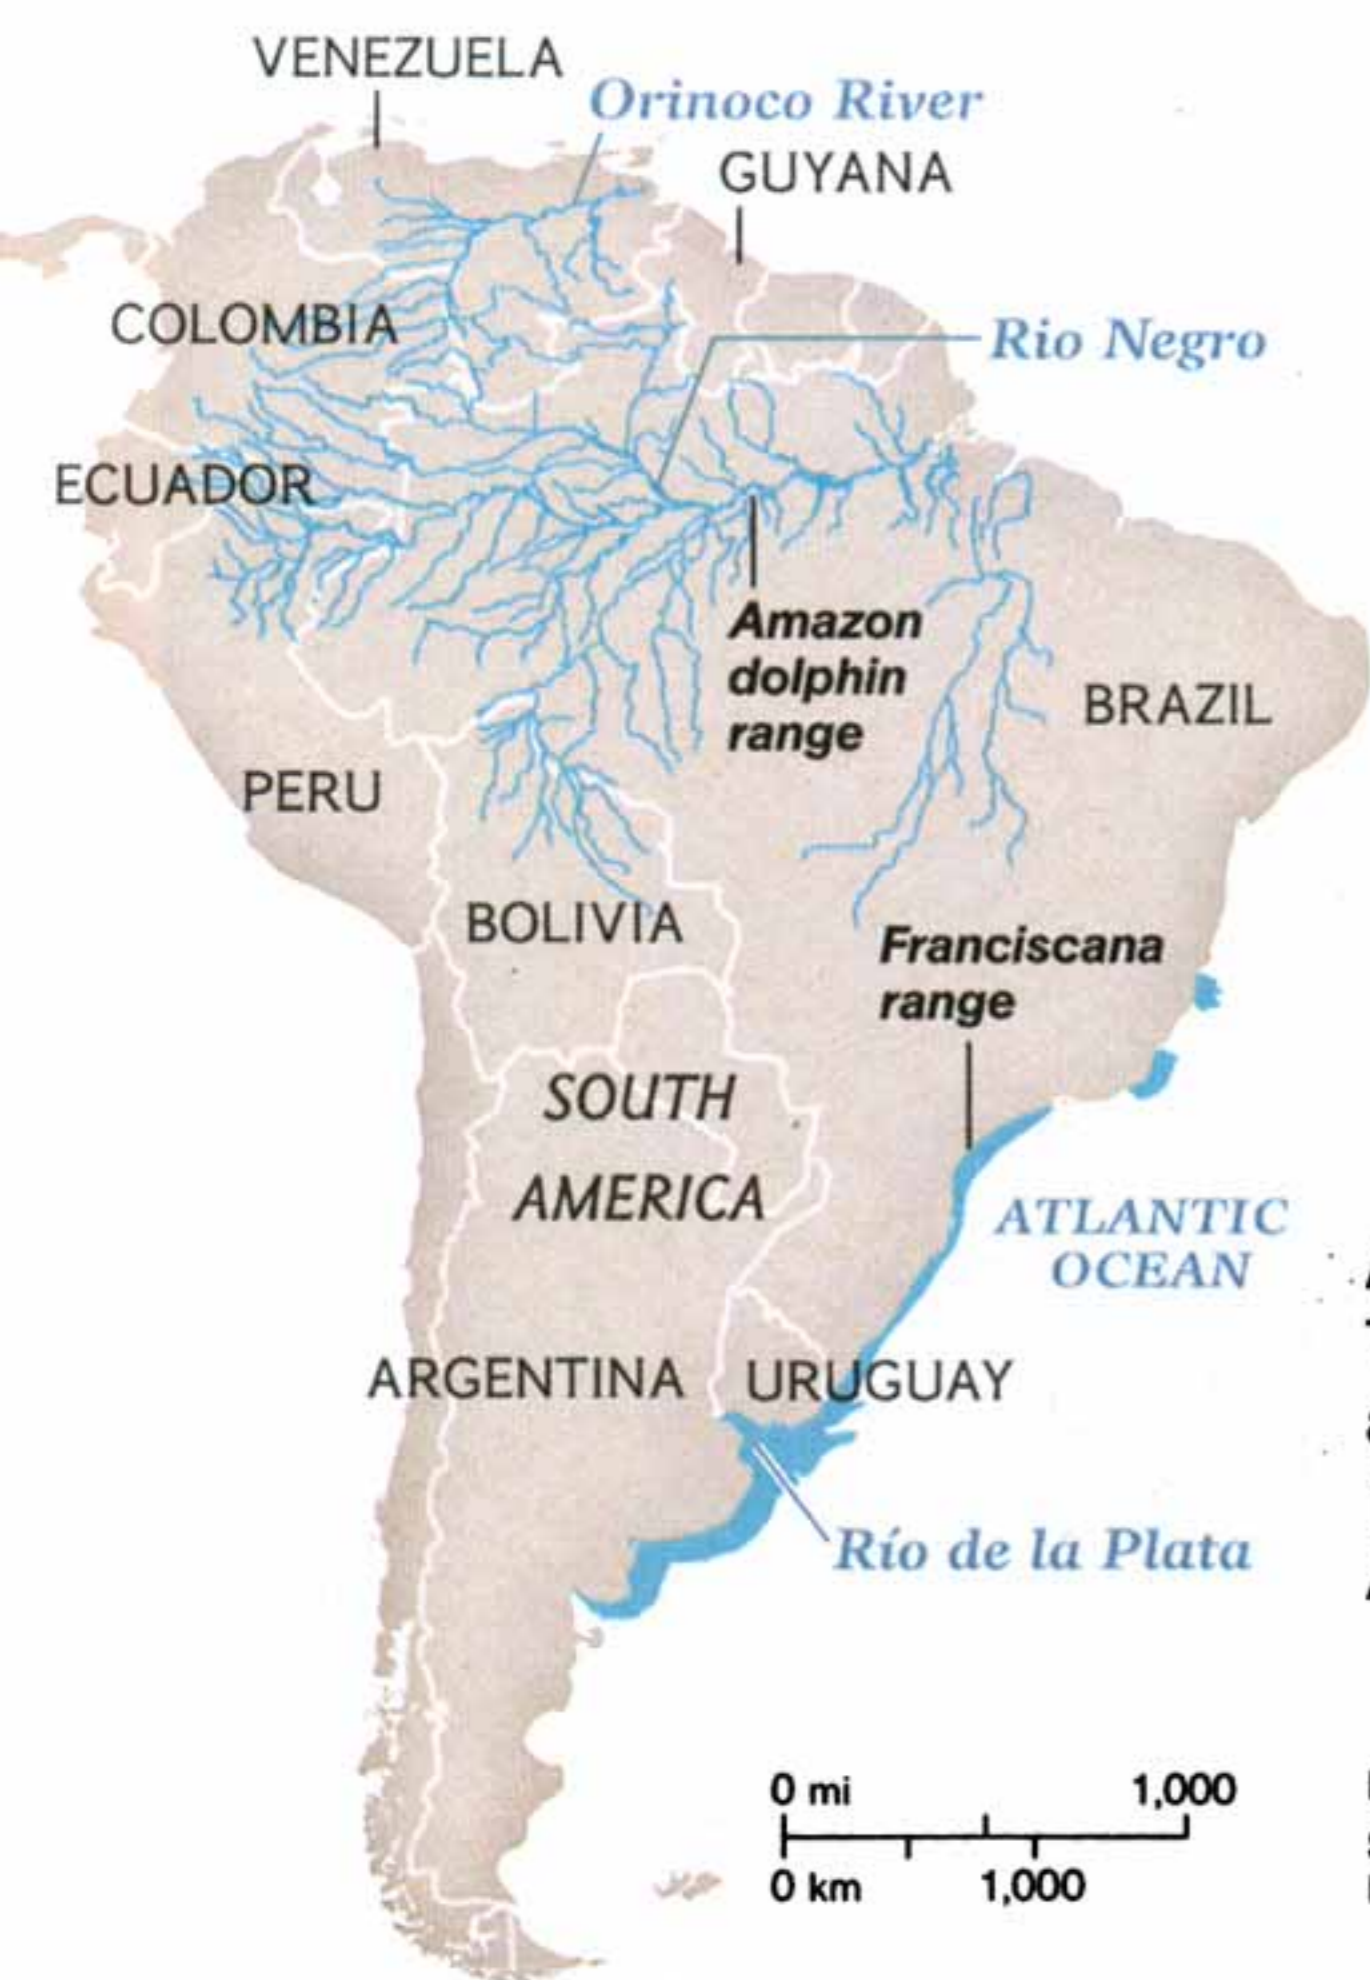 VENEZUELA
Orinoco River
GUYANA
COLOMBIA
Rio Negro
ECUADOR
Amazon
dolphin
range
BRAZIL
PERU
BOLIVIA
Franciscana
range
SOUTH
AMERICA
ATLANTIC
OCEAN
ARGENTINA
URUGUAY
Río de la Plata
0 mi 1,000
0 km 1,000